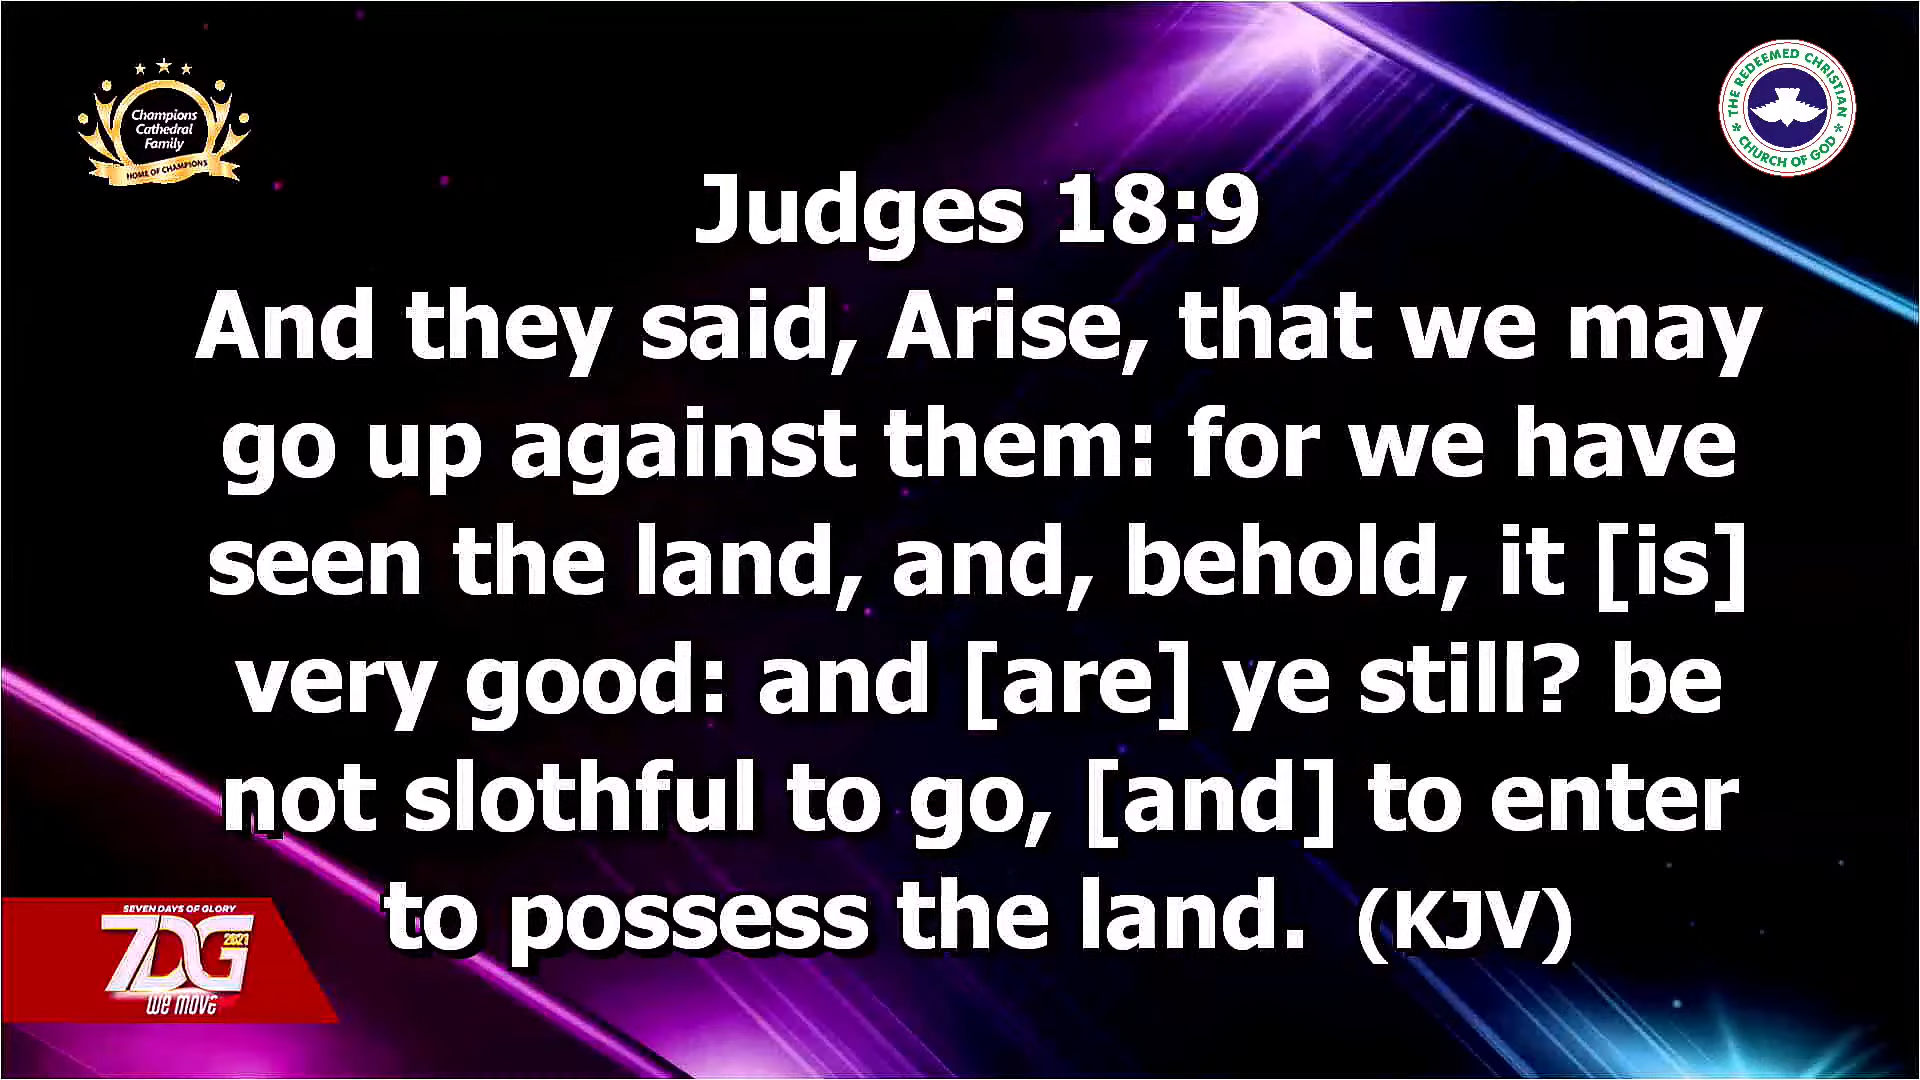 Champions
Cathedral
Family
HOME OF CHAMPIONS
THE REDEEMED CHRISTIAN
* CHURCH OF GOD *
Judges 18:9
And they said, Arise, that we may
go up against them: for we have
seen the land, and, behold, it [is]
very good: and [are] ye still? be
not slothful to go, [and] to enter
to possess the land. (KJV)
SEVEN DAYS OF GLORY
7DG
2021
WE MOVE